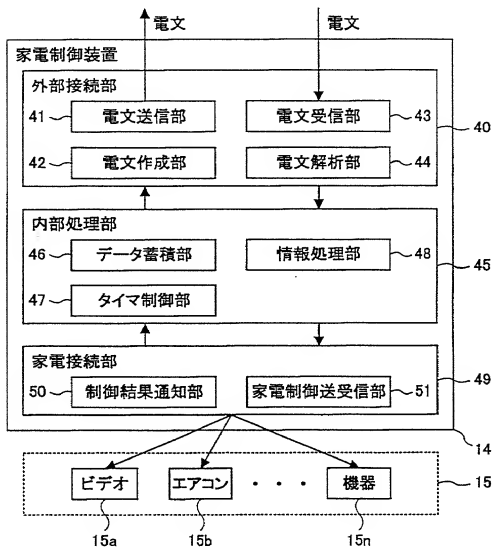 電文 電文
家電制御装置
外部接続部
41 電文送信部 電文受信部 43
40
42 電文作成部 電文解析部 44
内部処理部
46 データ蓄積部 情報処理部 48
45
47 タイマ制御部
家電接続部
49
50 制御結果通知部 家電制御送受信部 51
14
ビデオ エアコン ・・・・ 機器 15
15a 15b 15n